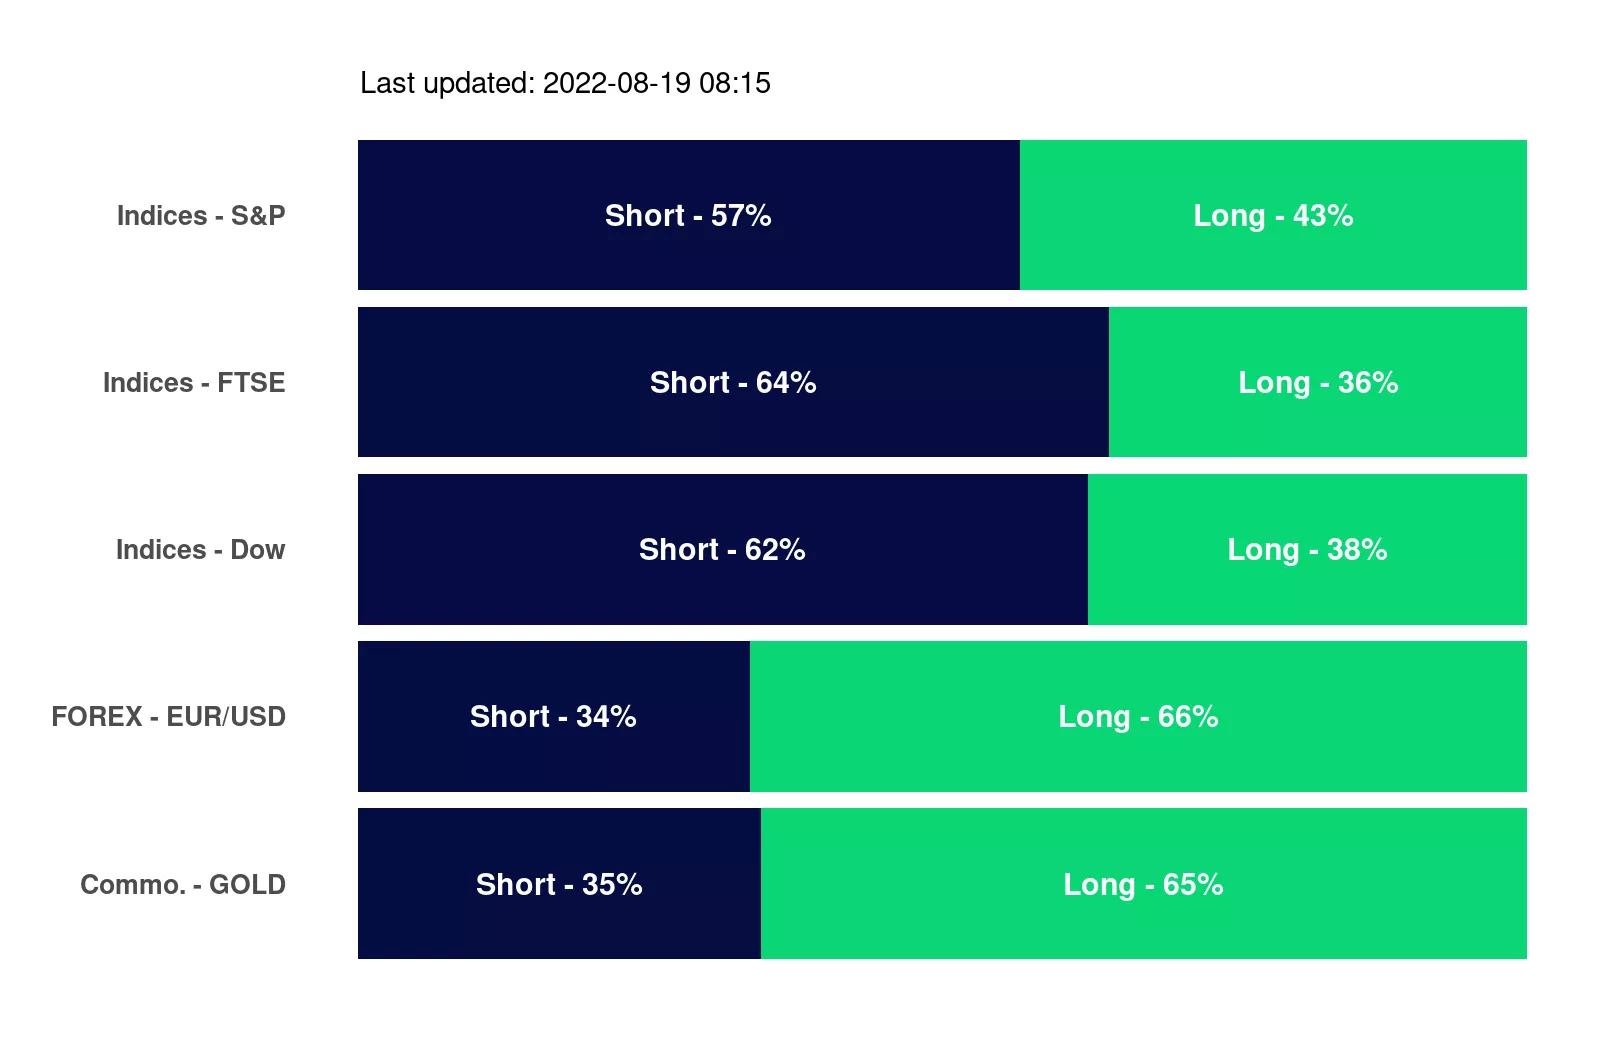 Last updated: 2022-08-19 08:15
Indices - S&P Short - 57% Long - 43%
Indices - FTSE Short - 64% Long - 36%
Indices - Dow Short - 62% Long - 38%
FOREX - EUR/USD Short - 34% Long - 66%
Commo. - GOLD Short - 35% Long - 65%